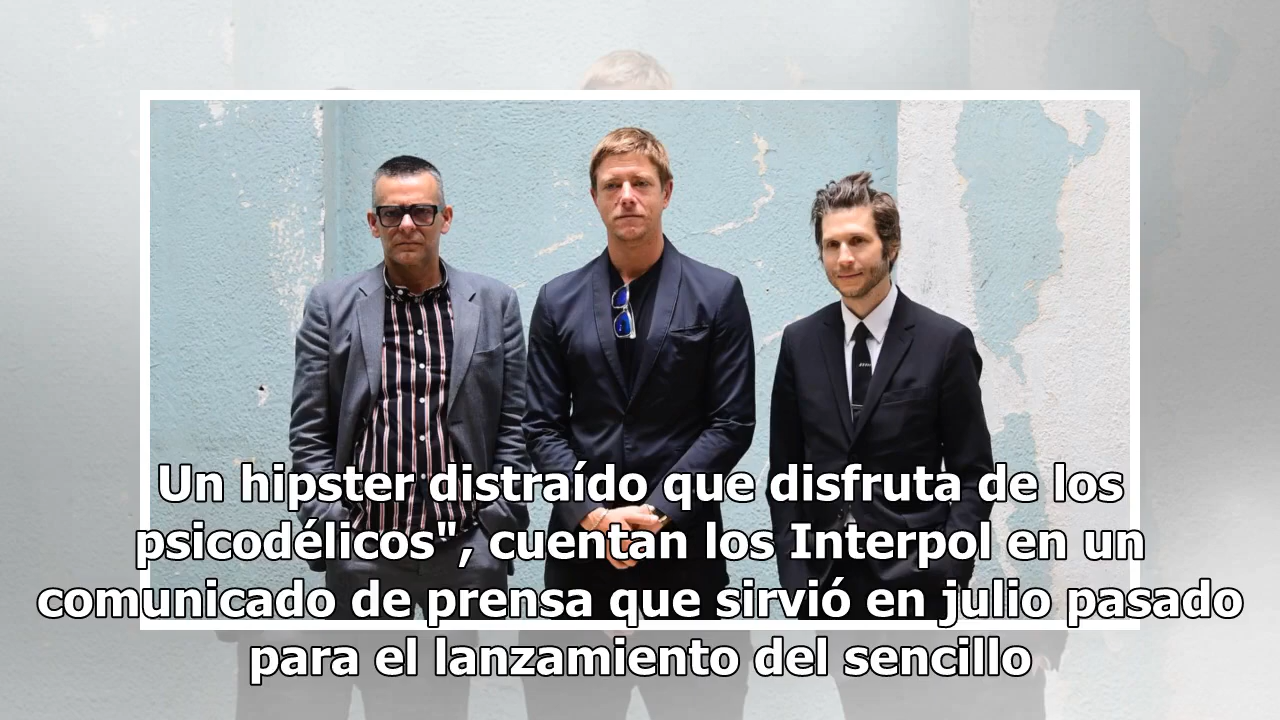 Un hipster distraído que disfruta de los
psicodélicos", cuentan los Interpol en un
comunicado de prensa que sirvió en julio pasado
para el lanzamiento del sencillo